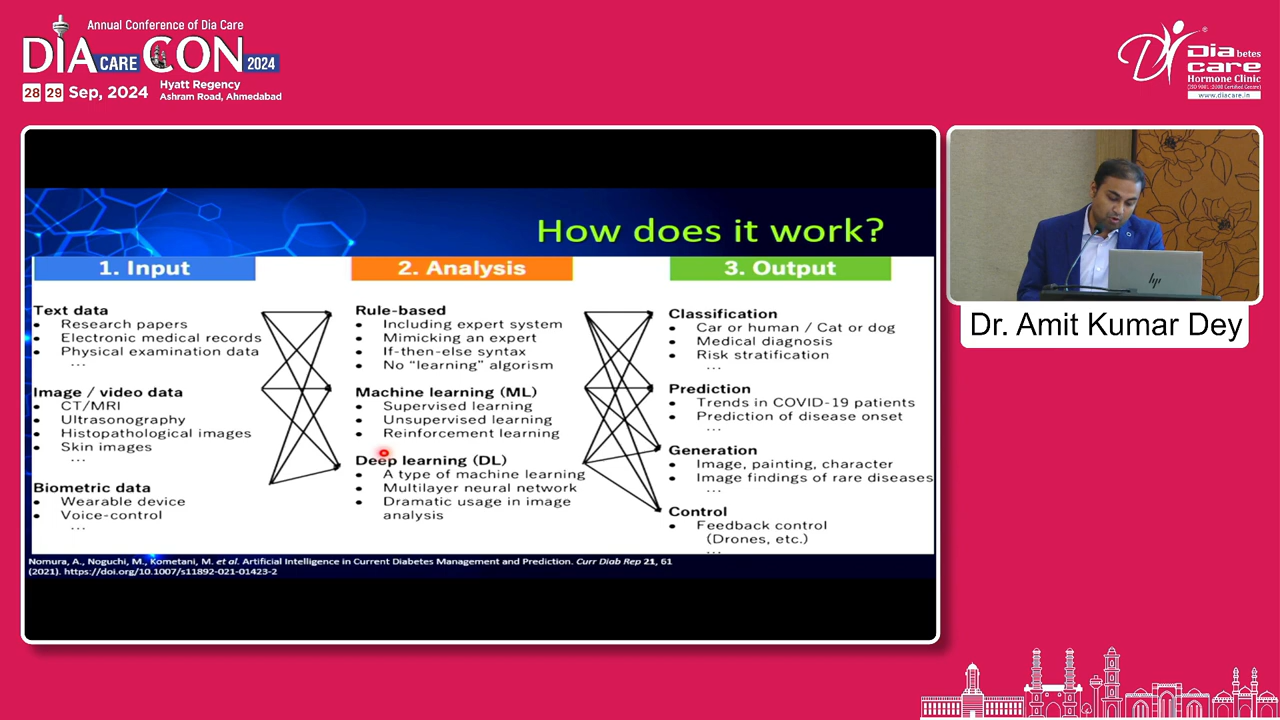 Annual Conference of Dia Care
DIA CARE CON 2024
28 29 Sep, 2024
Hyatt Regency
Ashram Road, Ahmedabad
Diabetes
care
Hormone Clinic
(ISO 9001 : 2008 Certified Centre)
www.diacare.in
How does it work?
1. Input
Text data
• Research papers
• Electronic medical records
• Physical examination data
...
Image / video data
• CT/MRI
• Ultrasonography
• Histopathological images
• Skin images
...
Biometric data
• Wearable device
• Voice-control
...
2. Analysis
Rule-based
• Including expert system
• Mimicking an expert
• If-then-else syntax
• No “learning” algorism
Machine learning (ML)
• Supervised learning
• Unsupervised learning
• Reinforcement learning
Deep learning (DL)
• A type of machine learning
• Multilayer neural network
• Dramatic usage in image
analysis
3. Output
Classification
• Car or human / Cat or dog
• Medical diagnosis
• Risk stratification
...
Prediction
• Trends in COVID-19 patients
• Prediction of disease onset
...
Generation
• Image, painting, character
• Image findings of rare diseases
...
Control
• Feedback control
(Drones, etc.)
...
Nomura, A., Noguchi, M., Kometani, M. et al. Artificial Intelligence in Current Diabetes Management and Prediction. Curr Diab Rep 21, 61
(2021). https://doi.org/10.1007/s11892-021-01423-2
hp
Dr. Amit Kumar Dey